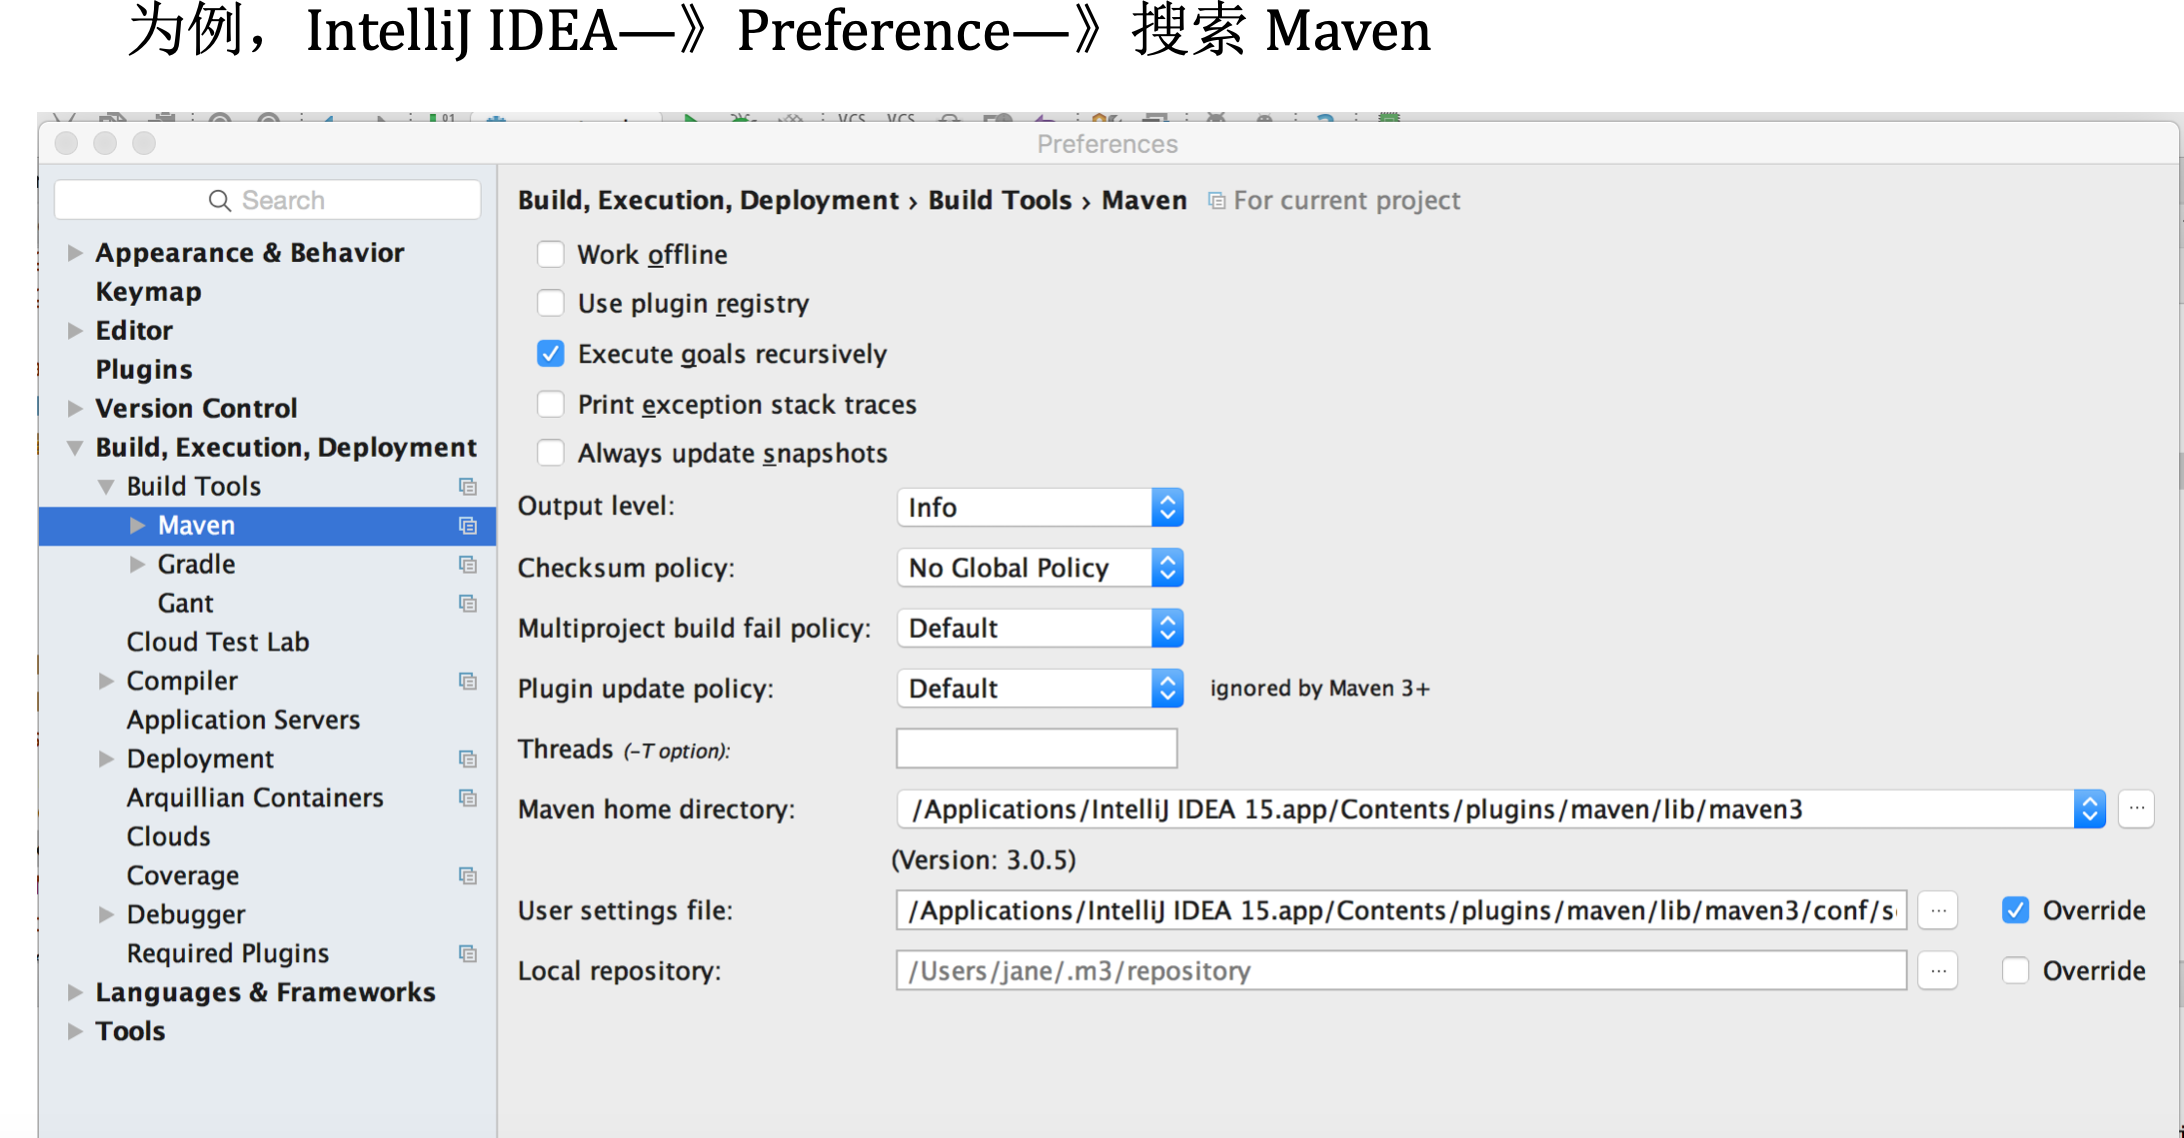 为例，IntelliJ IDEA—》Preference—》搜索 Maven
VCS VCS
Preferences
Search
Appearance & Behavior
Keymap
Editor
Plugins
Version Control
Build, Execution, Deployment
Build Tools
Maven
Gradle
Gant
Cloud Test Lab
Compiler
Application Servers
Deployment
Arquillian Containers
Clouds
Coverage
Debugger
Required Plugins
Languages & Frameworks
Tools
Build, Execution, Deployment › Build Tools › Maven For current project
Work offline
Use plugin registry
Execute goals recursively
Print exception stack traces
Always update snapshots
Output level: Info
Checksum policy: No Global Policy
Multiproject build fail policy: Default
Plugin update policy: Default ignored by Maven 3+
Threads (-T option):
Maven home directory: /Applications/IntelliJ IDEA 15.app/Contents/plugins/maven/lib/maven3 ...
(Version: 3.0.5)
User settings file: /Applications/IntelliJ IDEA 15.app/Contents/plugins/maven/lib/maven3/conf/s ... Override
Local repository: /Users/jane/.m3/repository ... Override